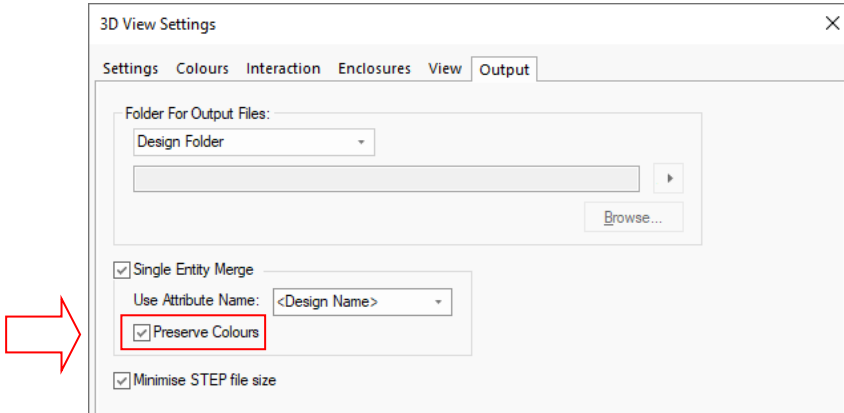 3D View Settings
Settings Colours Interaction Enclosures View Output
Folder For Output Files:
Design Folder
Browse...
Single Entity Merge
Use Attribute Name: <Design Name>
Preserve Colours
Minimise STEP file size